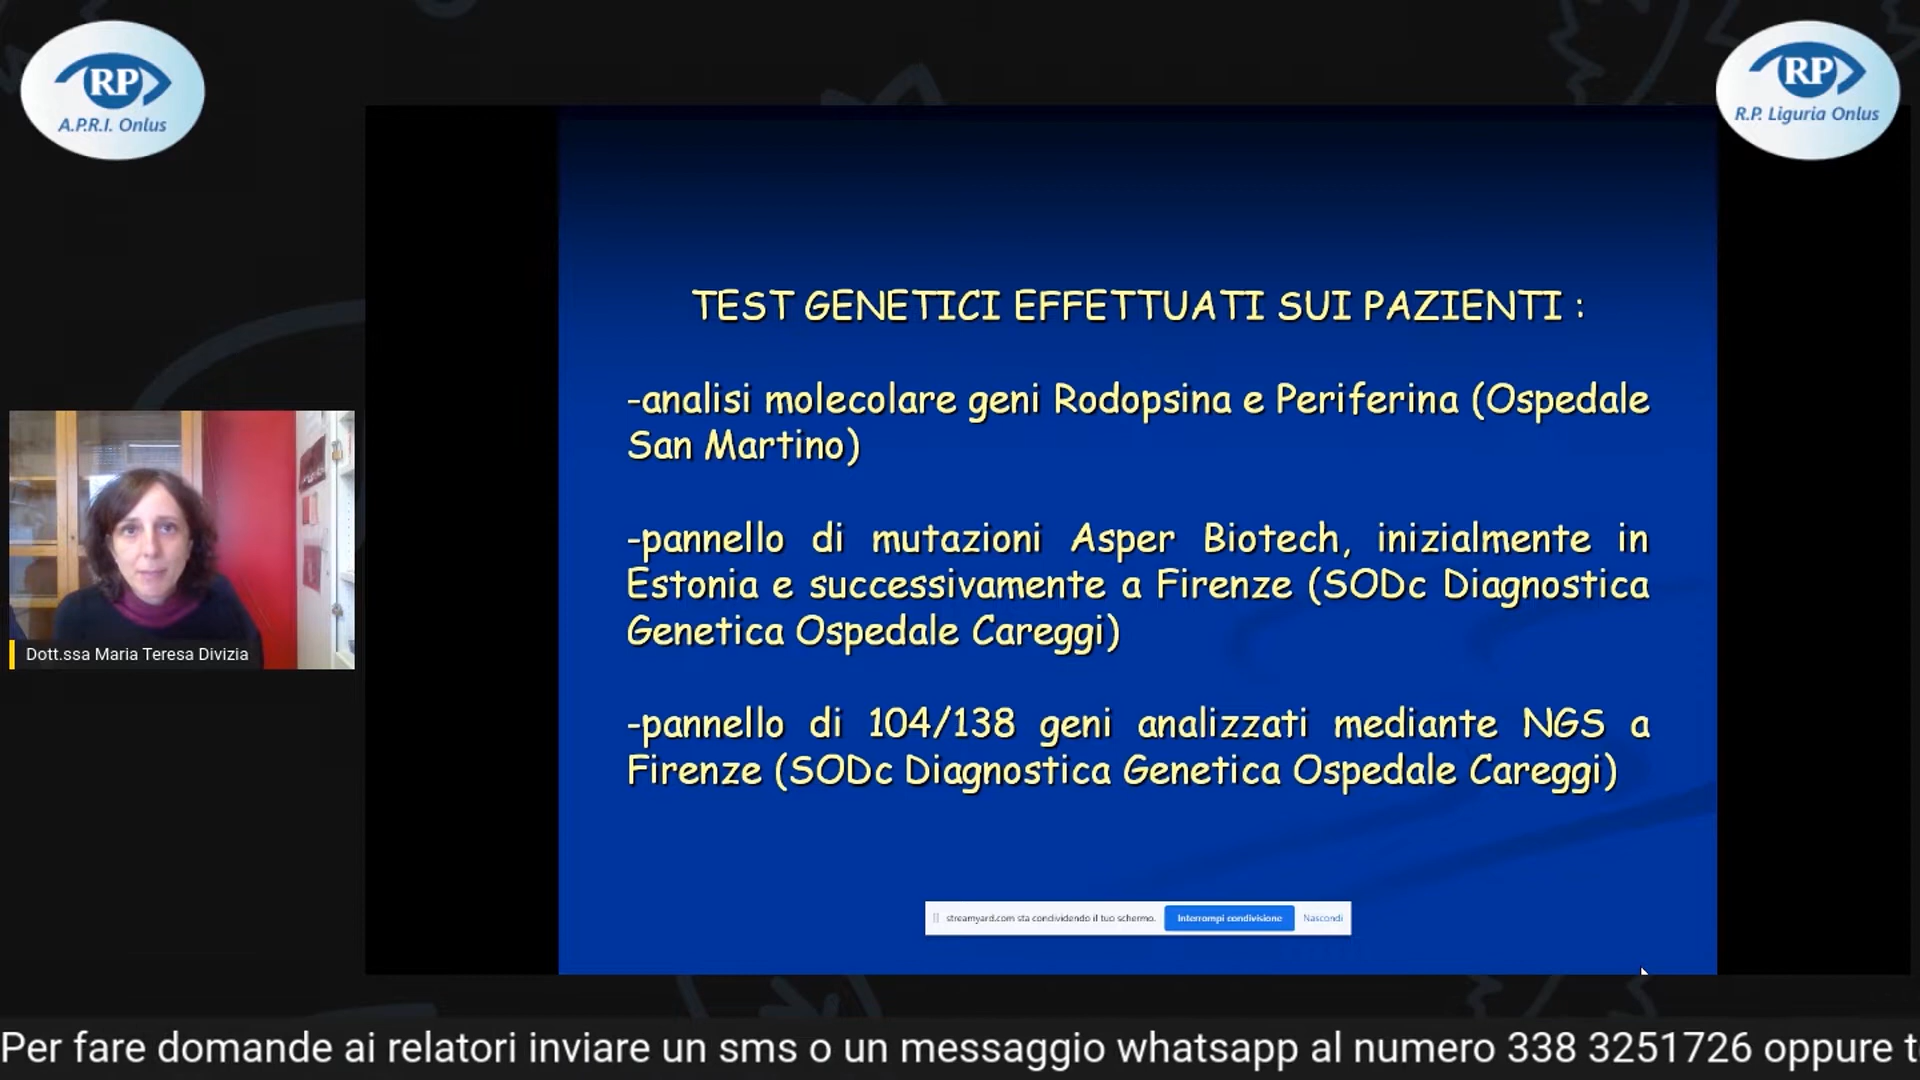 RP
A.P.R.I. Onlus
RP
R.P. Liguria Onlus
TEST GENETICI EFFETTUATI SUI PAZIENTI :
-analisi molecolare geni Rodopsina e Periferina (Ospedale
San Martino)
-pannello di mutazioni Asper Biotech, inizialmente in
Estonia e successivamente a Firenze (SODc Diagnostica
Genetica Ospedale Careggi)
-pannello di 104/138 geni analizzati mediante NGS a
Firenze (SODc Diagnostica Genetica Ospedale Careggi)
Dott.ssa Maria Teresa Divizia
streamyard.com sta condividendo il tuo schermo. Interrompi condivisione Nascondi
Per fare domande ai relatori inviare un sms o un messaggio whatsapp al numero 338 3251726 oppure